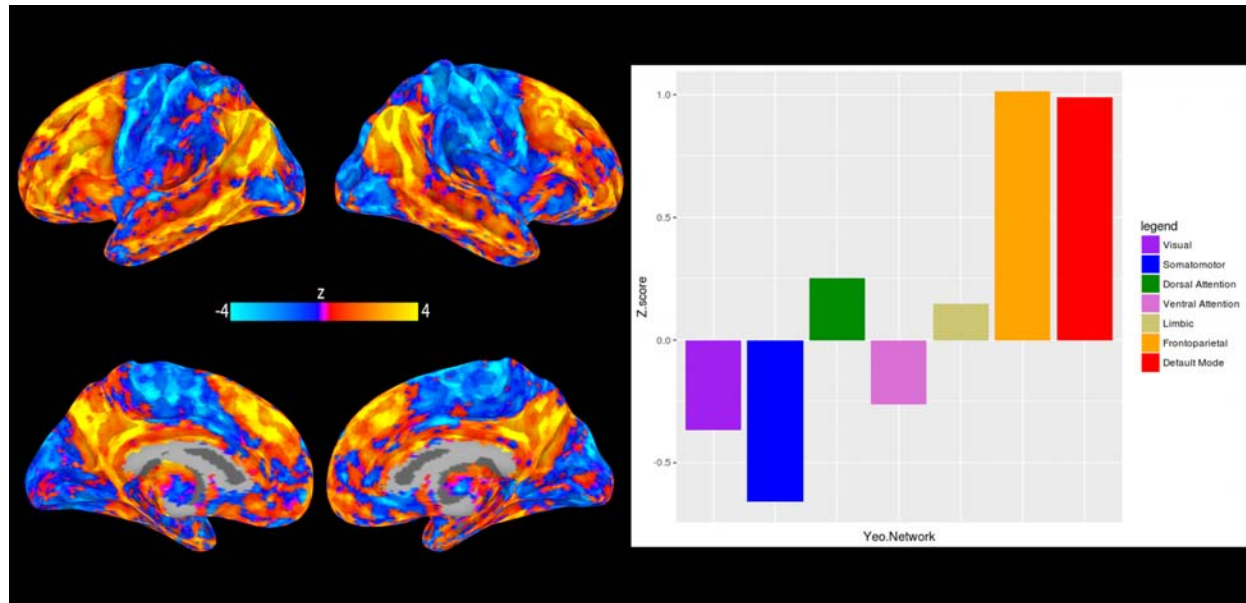 -4 Z 4
1.0
0.5
0.0
-0.5
Z.score
Yeo.Network
legend
Visual
Somatomotor
Dorsal Attention
Ventral Attention
Limbic
Frontoparietal
Default Mode